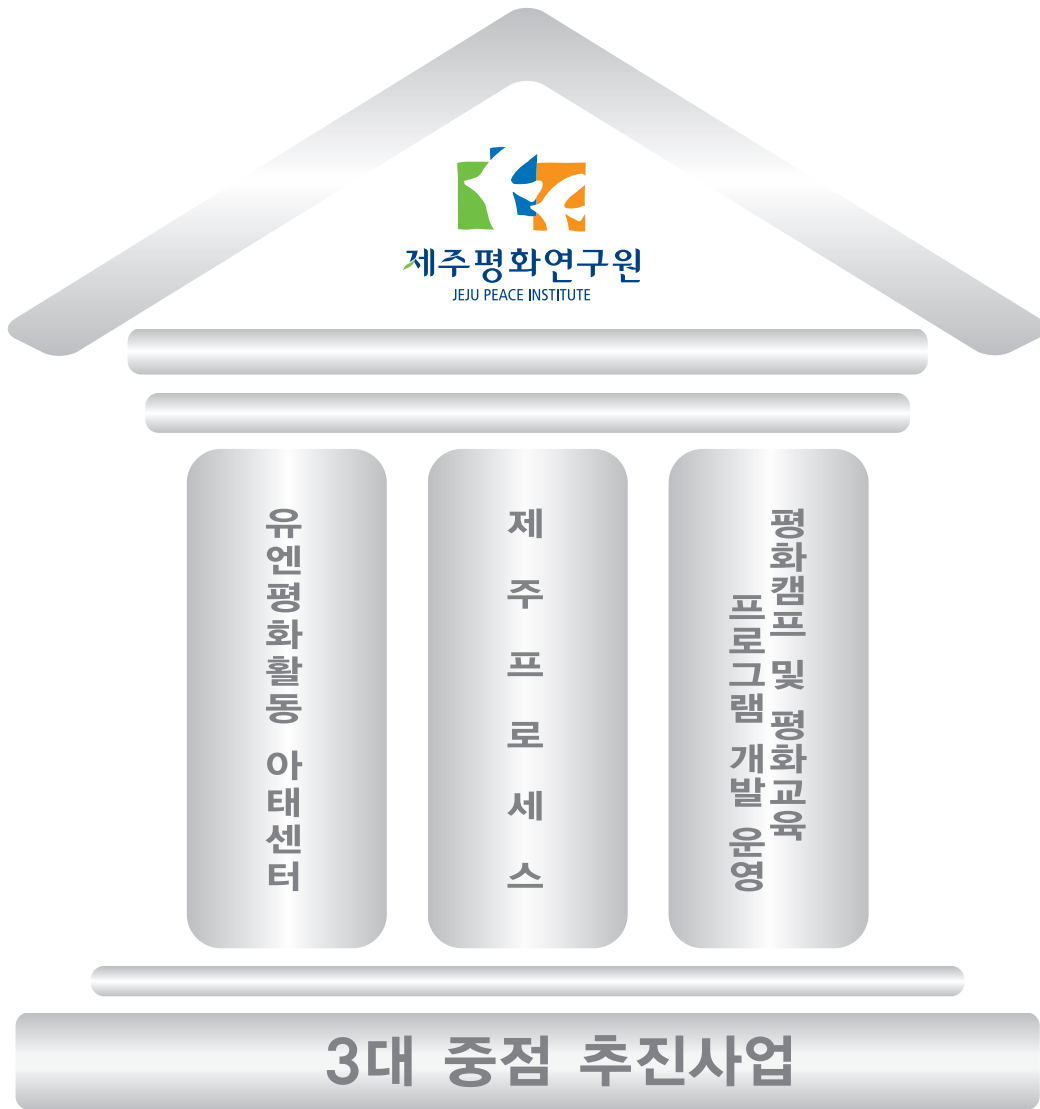 제주평화연구원
JEJU PEACE INSTITUTE
유엔평화활동 아태센터
제주프로세스
평화캠프 및 평화교육
프로그램 개발 운영
3대 중점 추진사업